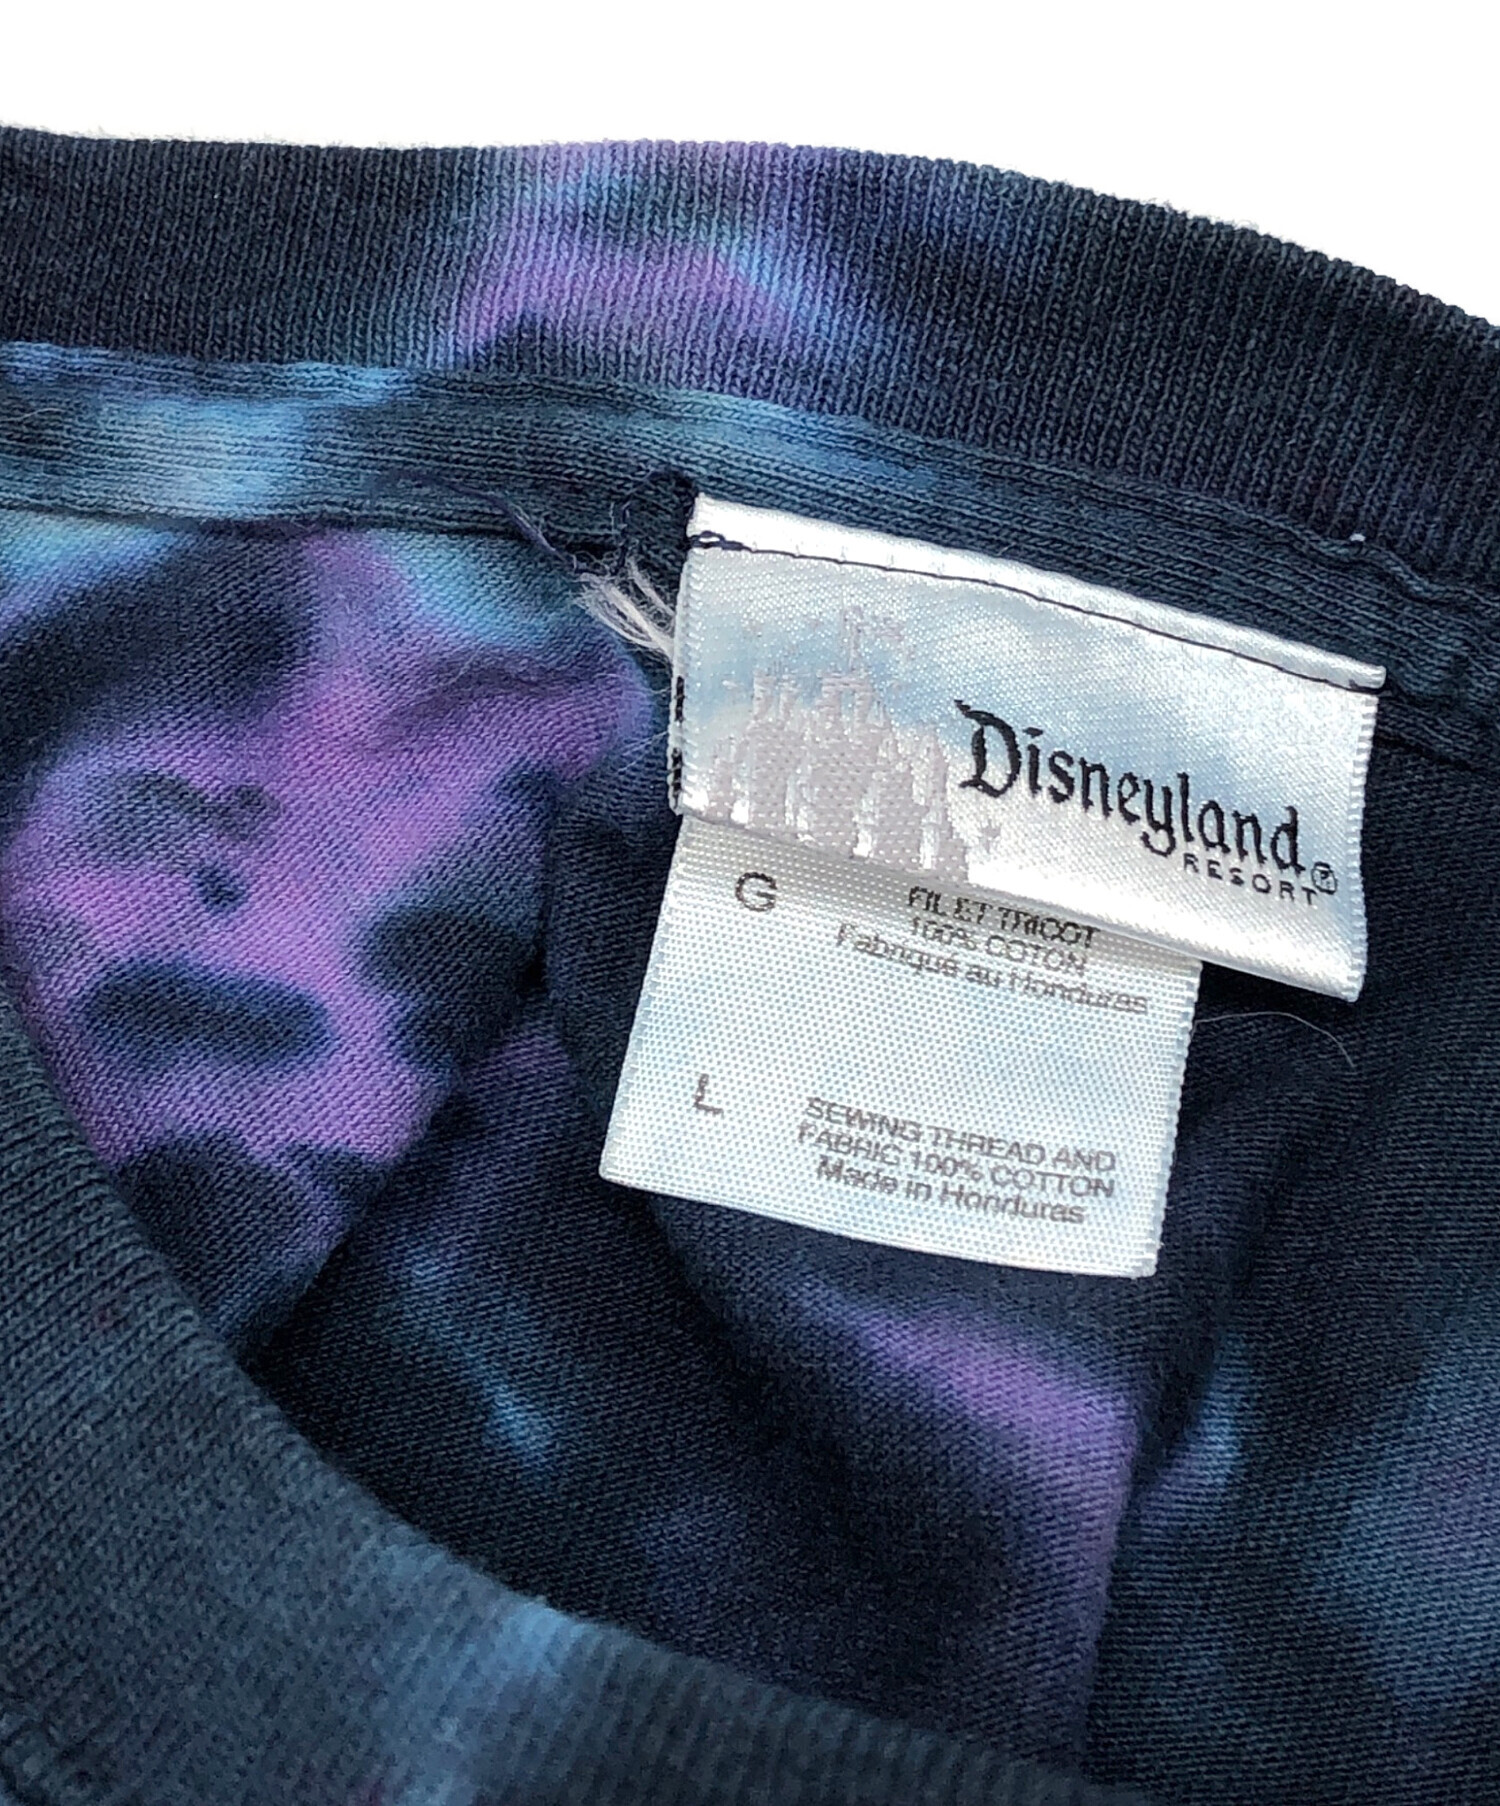 Disneyland®
RESORT
G
FIL ET TRICOT
100% COTON
Fabriqué au Honduras
L
SEWING THREAD AND
FABRIC 100% COTTON
Made in Honduras